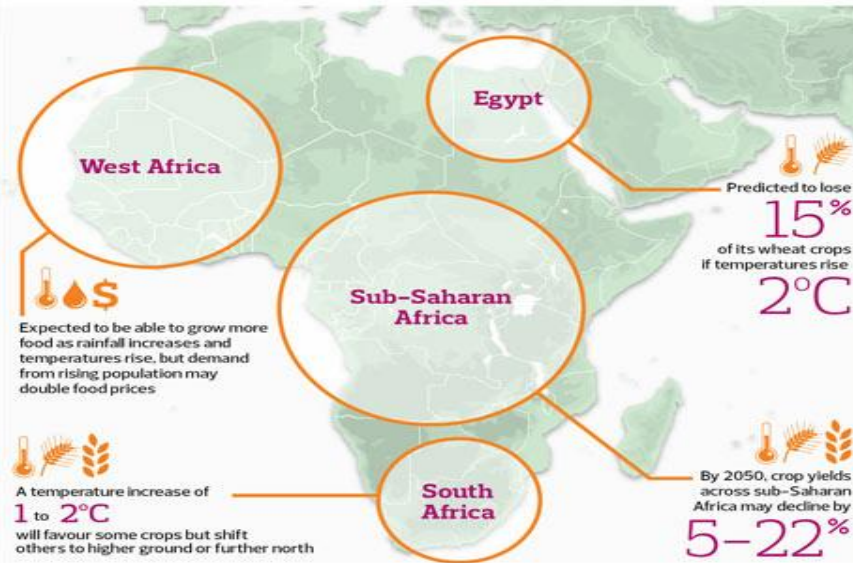 Egypt
West Africa
Predicted to lose
15%
of its wheat crops
if temperatures rise
2°C
Sub-Saharan
Africa
Expected to be able to grow more
food as rainfall increases and
temperatures rise, but demand
from rising population may
double food prices
$
A temperature increase of
1 to 2°C
will favour some crops but shift
others to higher ground or further north
South
Africa
By 2050, crop yields
across sub-Saharan
Africa may decline by
5–22%